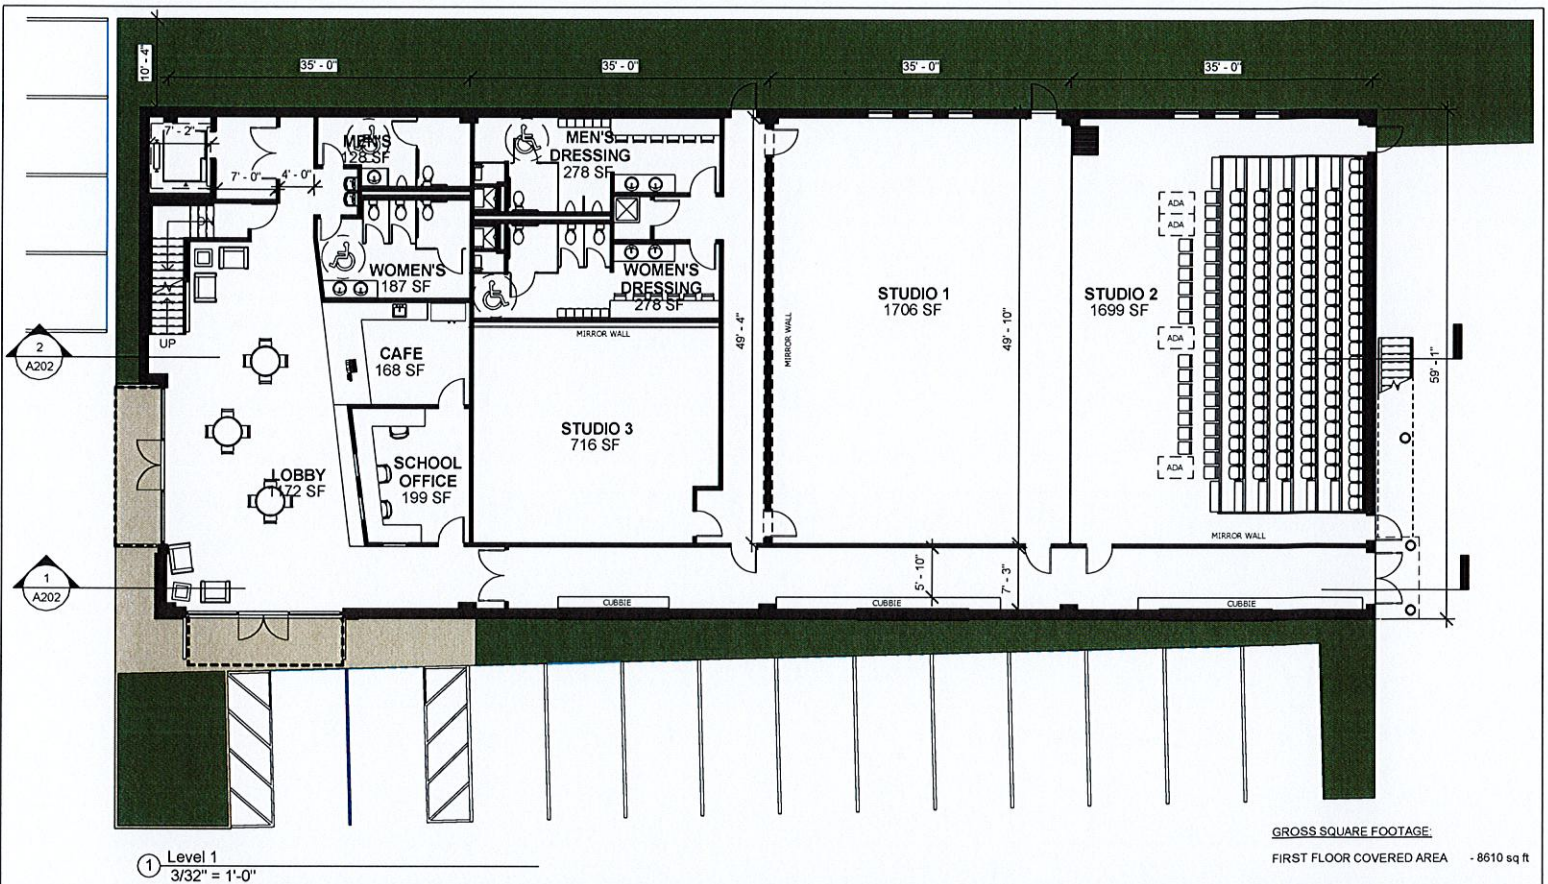 10' - 4"
35' - 0"
35' - 0"
35' - 0"
35' - 0"
7' - 2"
7' - 0"
4' - 0"
MEN'S
128 SF
MEN'S
DRESSING
278 SF
WOMEN'S
187 SF
WOMEN'S
DRESSING
278 SF
UP
CAFE
168 SF
MIRROR WALL
STUDIO 3
716 SF
SCHOOL
OFFICE
199 SF
LOBBY
172 SF
49' - 4"
MIRROR WALL
STUDIO 1
1706 SF
49' - 10"
STUDIO 2
1699 SF
ADA
ADA
ADA
ADA
MIRROR WALL
59' - 1"
2
A202
1
A202
5' - 10"
7' - 3"
CUBBIE
CUBBIE
CUBBIE
1
Level 1
3/32" = 1'-0"
GROSS SQUARE FOOTAGE:
FIRST FLOOR COVERED AREA - 8610 sq ft